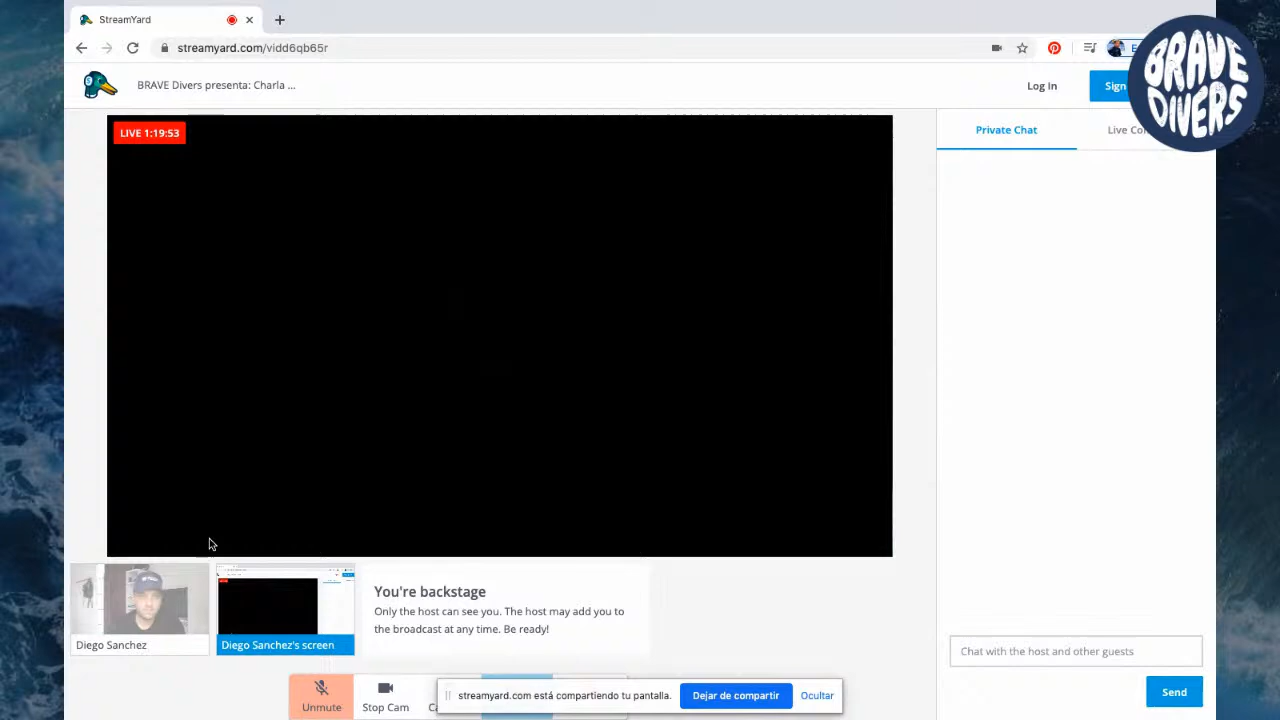 StreamYard
streamyard.com/vidd6qb65r
BRAVE Divers presenta: Charla ...
Log In
Sign
BRAVE
DIVERS
LIVE 1:19:53
Private Chat
Live
Diego Sanchez
Diego Sanchez's screen
You're backstage
Only the host can see you. The host may add you to
the broadcast at any time. Be ready!
Chat with the host and other guests
Send
Unmute
Stop Cam
streamyard.com está compartiendo tu pantalla.
Dejar de compartir
Ocultar